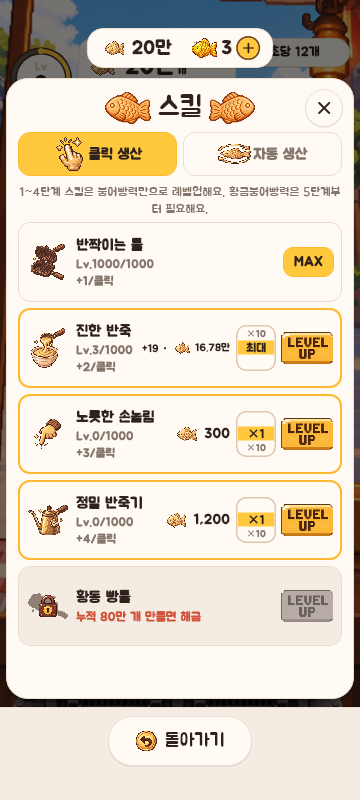 20만
3
초당 12개
Lv
스킬
클릭 생산
자동 생산
1~4단계 스킬은 붕어빵력만으로 레벨업해요. 황금붕어빵력은 5단계부
터 필요해요.
반짝이는 틀
Lv.1000/1000
+1/클릭
MAX
진한 반죽
Lv.3/1000
+2/클릭
+19 · 16.78만
×10
최대
LEVEL UP
노릇한 손놀림
Lv.0/1000
+3/클릭
300
×1
×10
LEVEL UP
정밀 반죽기
Lv.0/1000
+4/클릭
1,200
×1
×10
LEVEL UP
황동 빵틀
누적 80만 개 만들면 해금
LEVEL UP
돌아가기